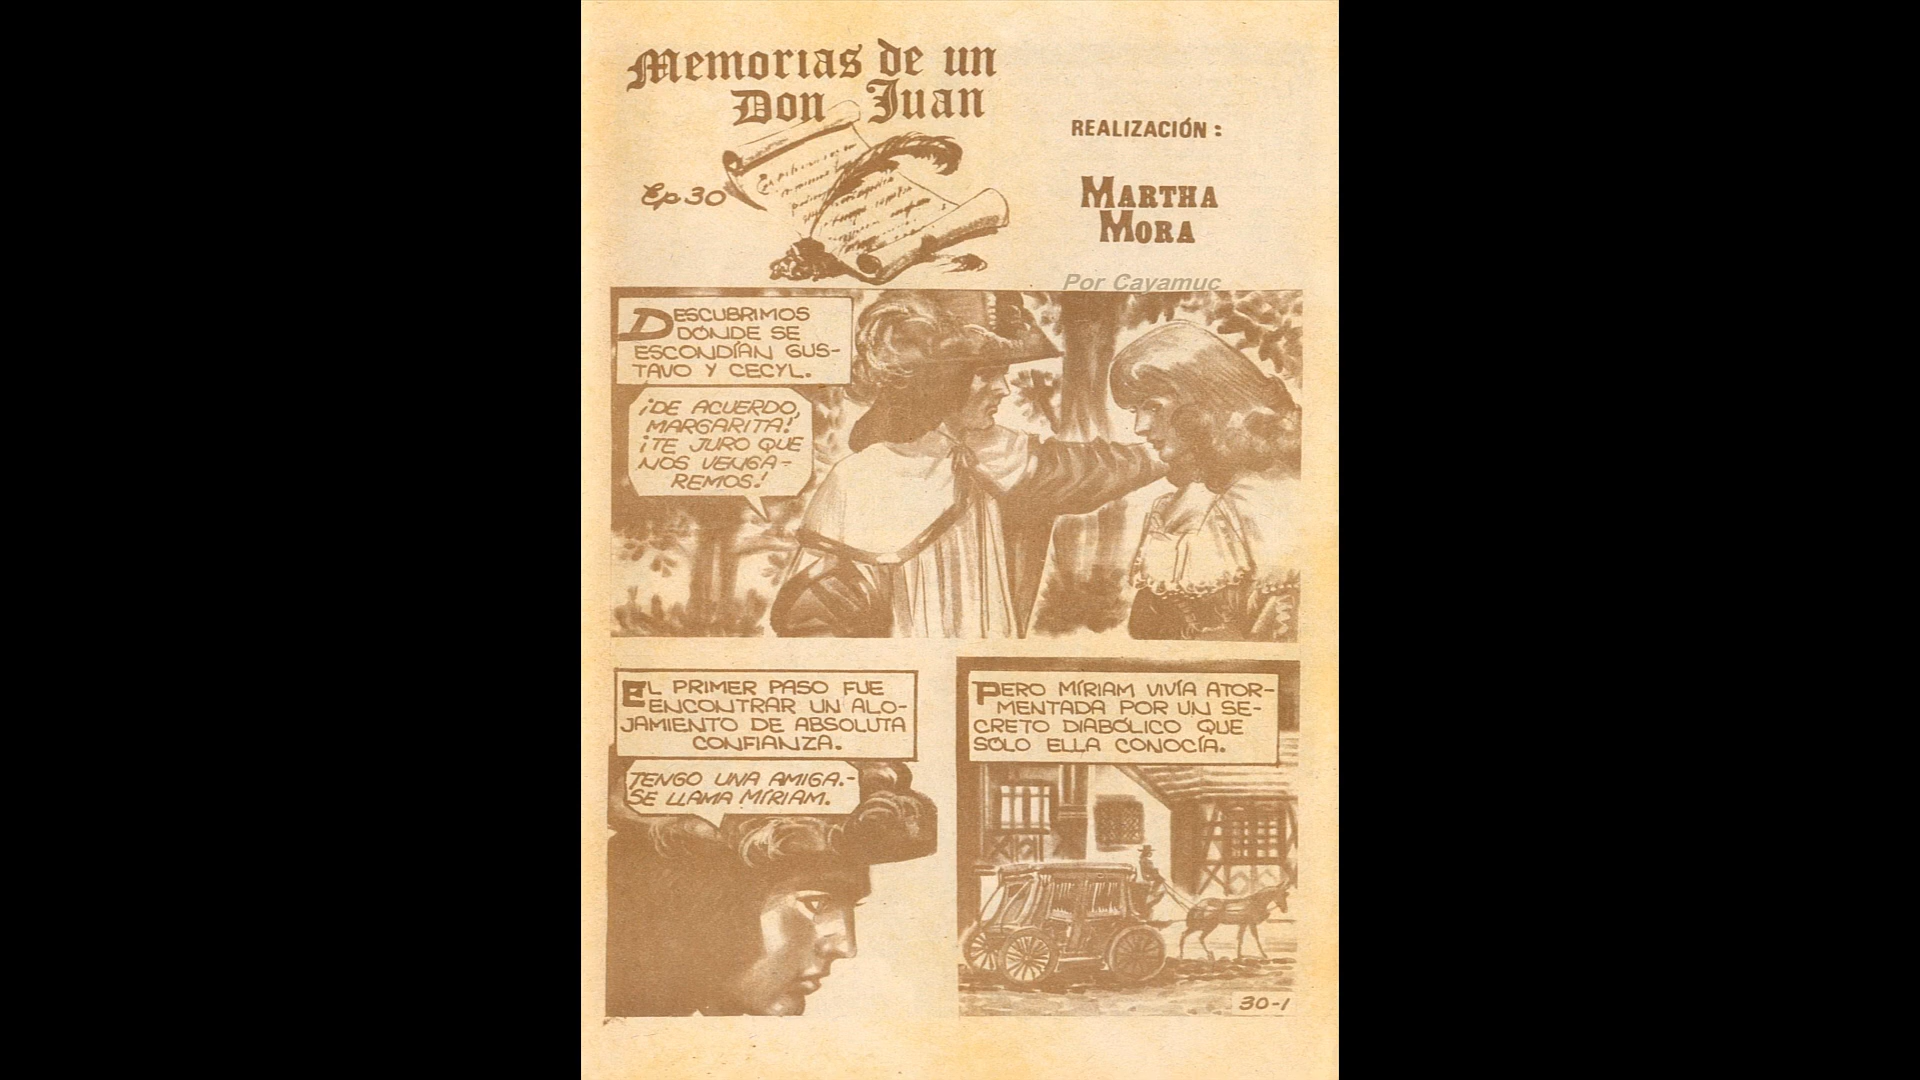 Memorias de un
Don Juan
Ep 30
REALIZACIÓN:
MARTHA
MORA
Por Cayamuc
DESCUBRIMOS
DÓNDE SE
ESCONDÍAN GUS-
TAVO Y CECYL.
¡DE ACUERDO,
MARGARITA!
¡TE JURO QUE
NOS VENGA-
REMOS!
EL PRIMER PASO FUE
ENCONTRAR UN ALO-
JAMIENTO DE ABSOLUTA
CONFIANZA.
TENGO UNA AMIGA.-
SE LLAMA MÍRIAM.
PERO MÍRIAM VIVÍA ATOR-
MENTADA POR UN SE-
CRETO DIABÓLICO QUE
SÓLO ELLA CONOCÍA.
30-1